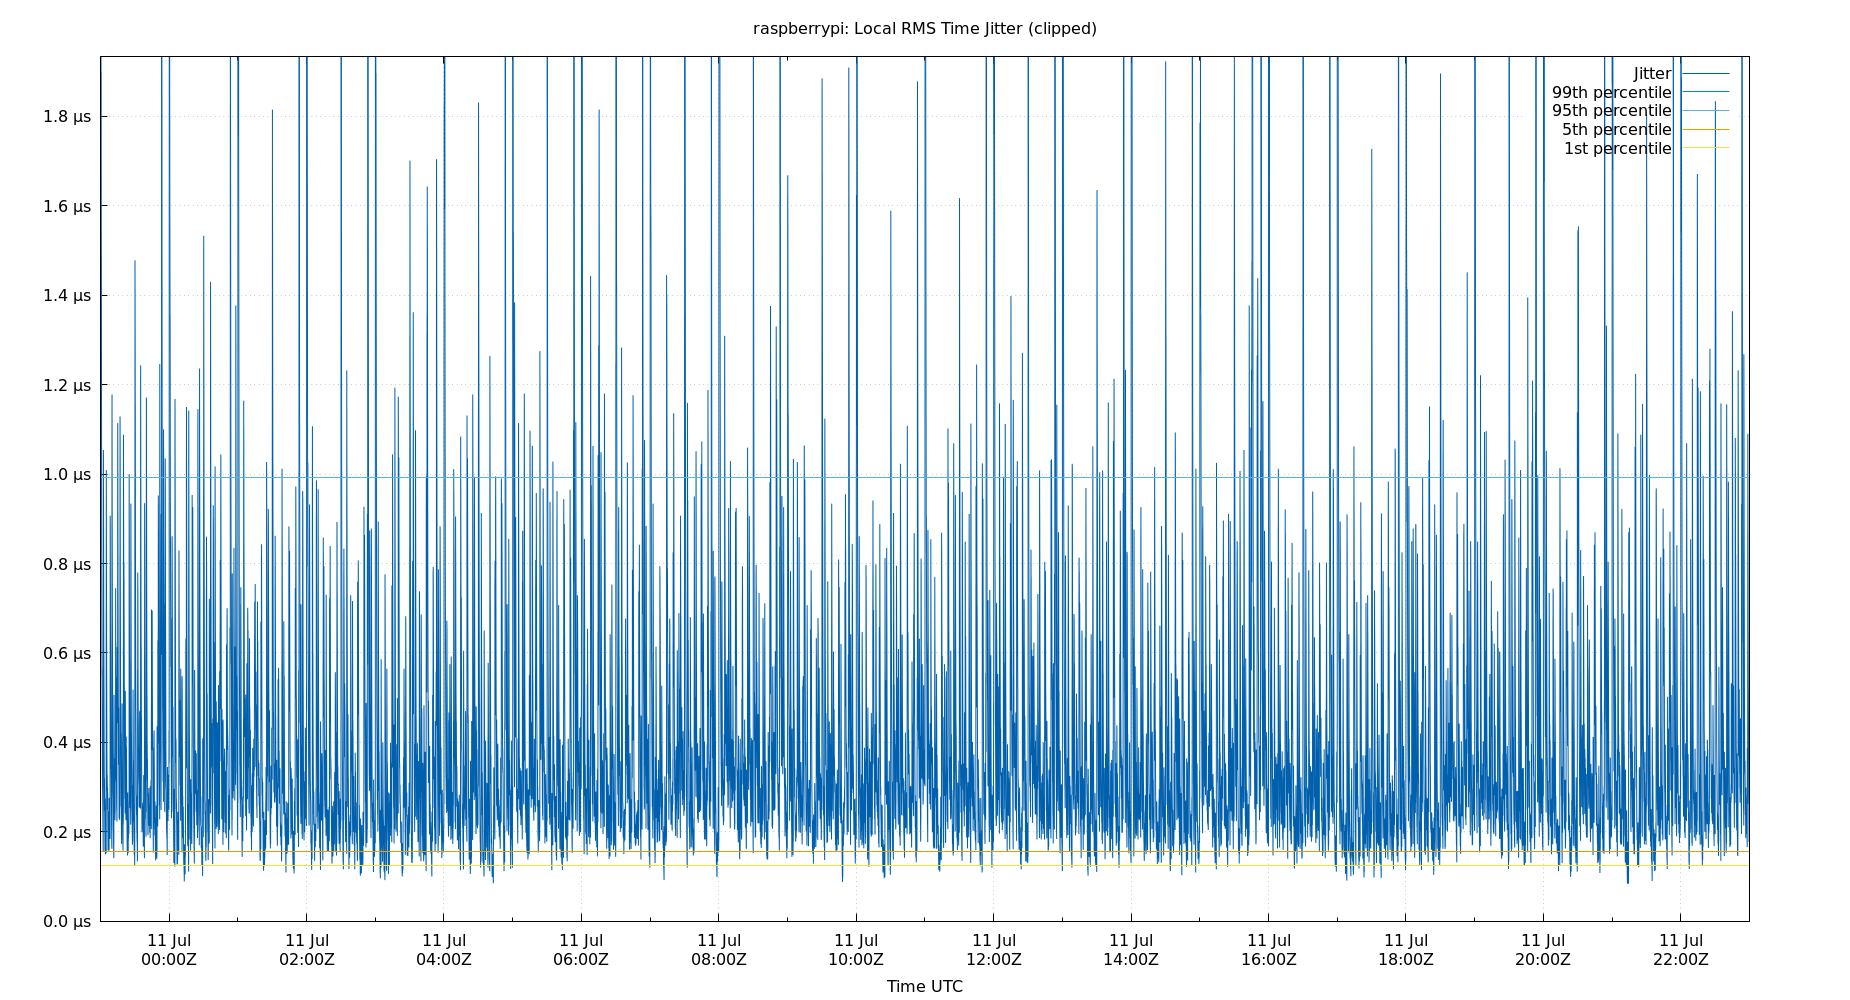 raspberrypi: Local RMS Time Jitter (clipped)
Jitter
99th percentile
95th percentile
5th percentile
1st percentile
1.8 µs
1.6 µs
1.4 µs
1.2 µs
1.0 µs
0.8 µs
0.6 µs
0.4 µs
0.2 µs
0.0 µs
11 Jul 11 Jul 11 Jul 11 Jul 11 Jul 11 Jul 11 Jul 11 Jul 11 Jul 11 Jul 11 Jul 11 Jul
00:00Z 02:00Z 04:00Z 06:00Z 08:00Z 10:00Z 12:00Z 14:00Z 16:00Z 18:00Z 20:00Z 22:00Z
Time UTC